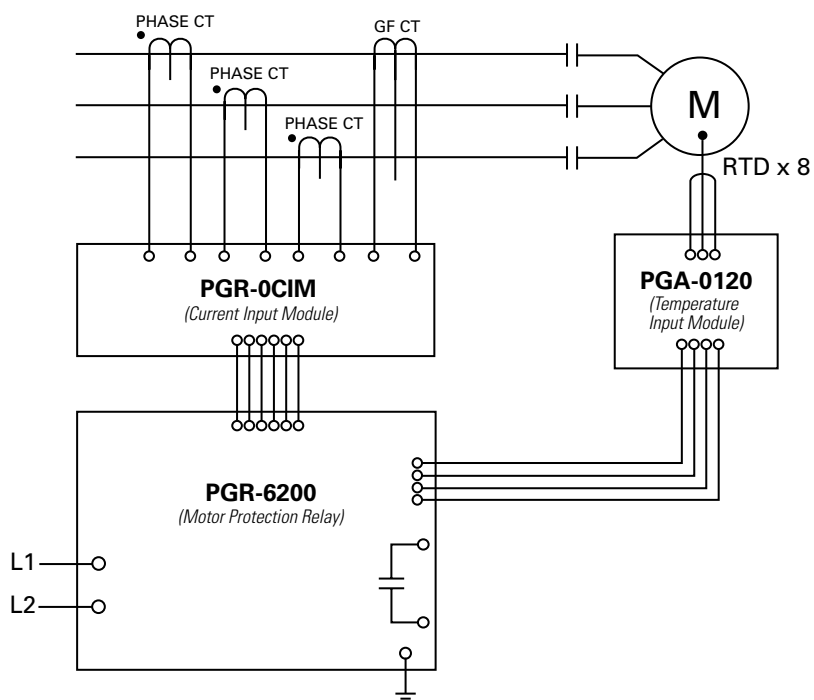 PHASE CT
GF CT
PHASE CT
PHASE CT
M
RTD x 8
PGR-0CIM
(Current Input Module)
PGA-0120
(Temperature
Input Module)
PGR-6200
(Motor Protection Relay)
L1
L2